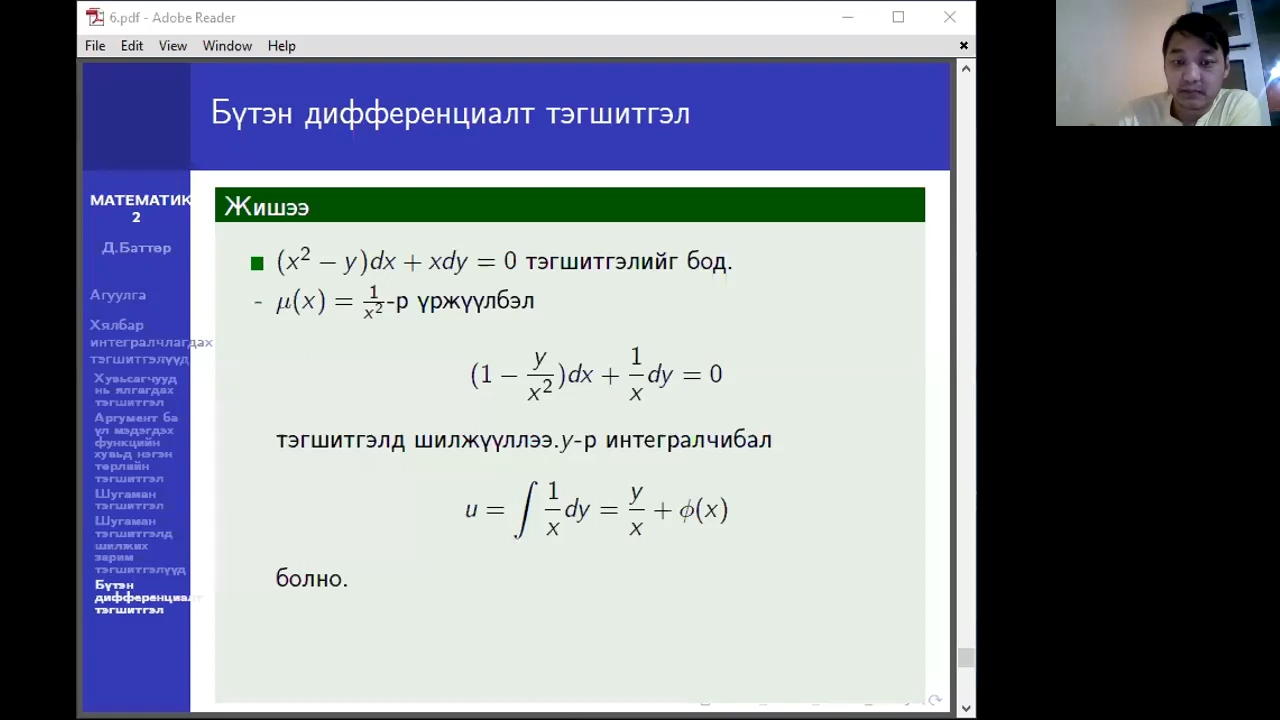 6.pdf - Adobe Reader
File Edit View Window Help
Бүтэн дифференциалт тэгшитгэл
МАТЕМАТИК
2
Д.Баттөр
Агуулга
Хялбар
интегралчлагдах
тэгшитгэлүүд
Хувьсагчууд
нь ялгагдах
тэгшитгэл
Аргумент ба
үл мэдэгдэх
функцийн
хувьд нэгэн
төрлийн
тэгшитгэл
Шугаман
тэгшитгэл
Шугаман
тэгшитгэлд
шилжих
зарим
тэгшитгэлүүд
Бүтэн
дифференциалт
тэгшитгэл
Жишээ
(x² − y)dx + xdy = 0 тэгшитгэлийг бод.
- μ(x) = 1/x²-р үржүүлбэл
(1 − y/x²)dx + 1/x dy = 0
тэгшитгэлд шилжүүллээ.y-р интегралчибал
u = ∫ 1/x dy = y/x + ϕ(x)
болно.